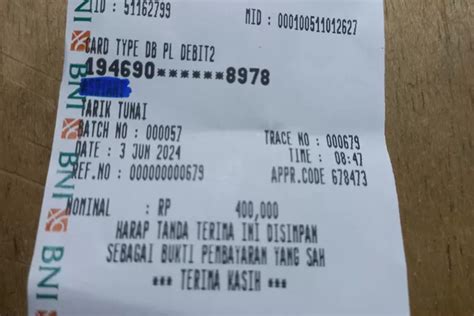 TID : 51162799 MID : 000100511012627
CARD TYPE DB PL DEBIT2
194690******8978
TARIK TUNAI
BATCH NO : 000057 TRACE NO : 000679
DATE : 3 JUN 2024 TIME : 08:47
REF.NO : 000000000679 APPR.CODE 678473
NOMINAL : RP 400,000
HARAP TANDA TERIMA INI DISIMPAN
SEBAGAI BUKTI PEMBAYARAN YANG SAH
*** TERIMA KASIH ***
BNI
BNI
BNI
BNI